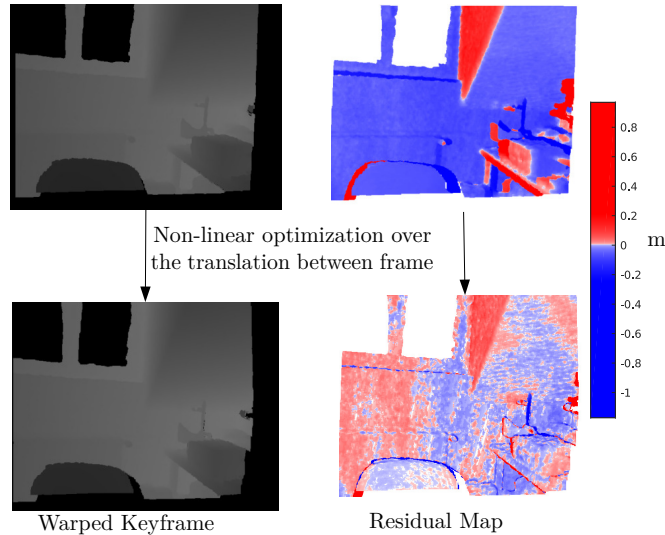 0.8
0.6
0.4
0.2
0
-0.2
-0.4
-0.6
-0.8
-1
m
Non-linear optimization over
the translation between frame
Warped Keyframe
Residual Map